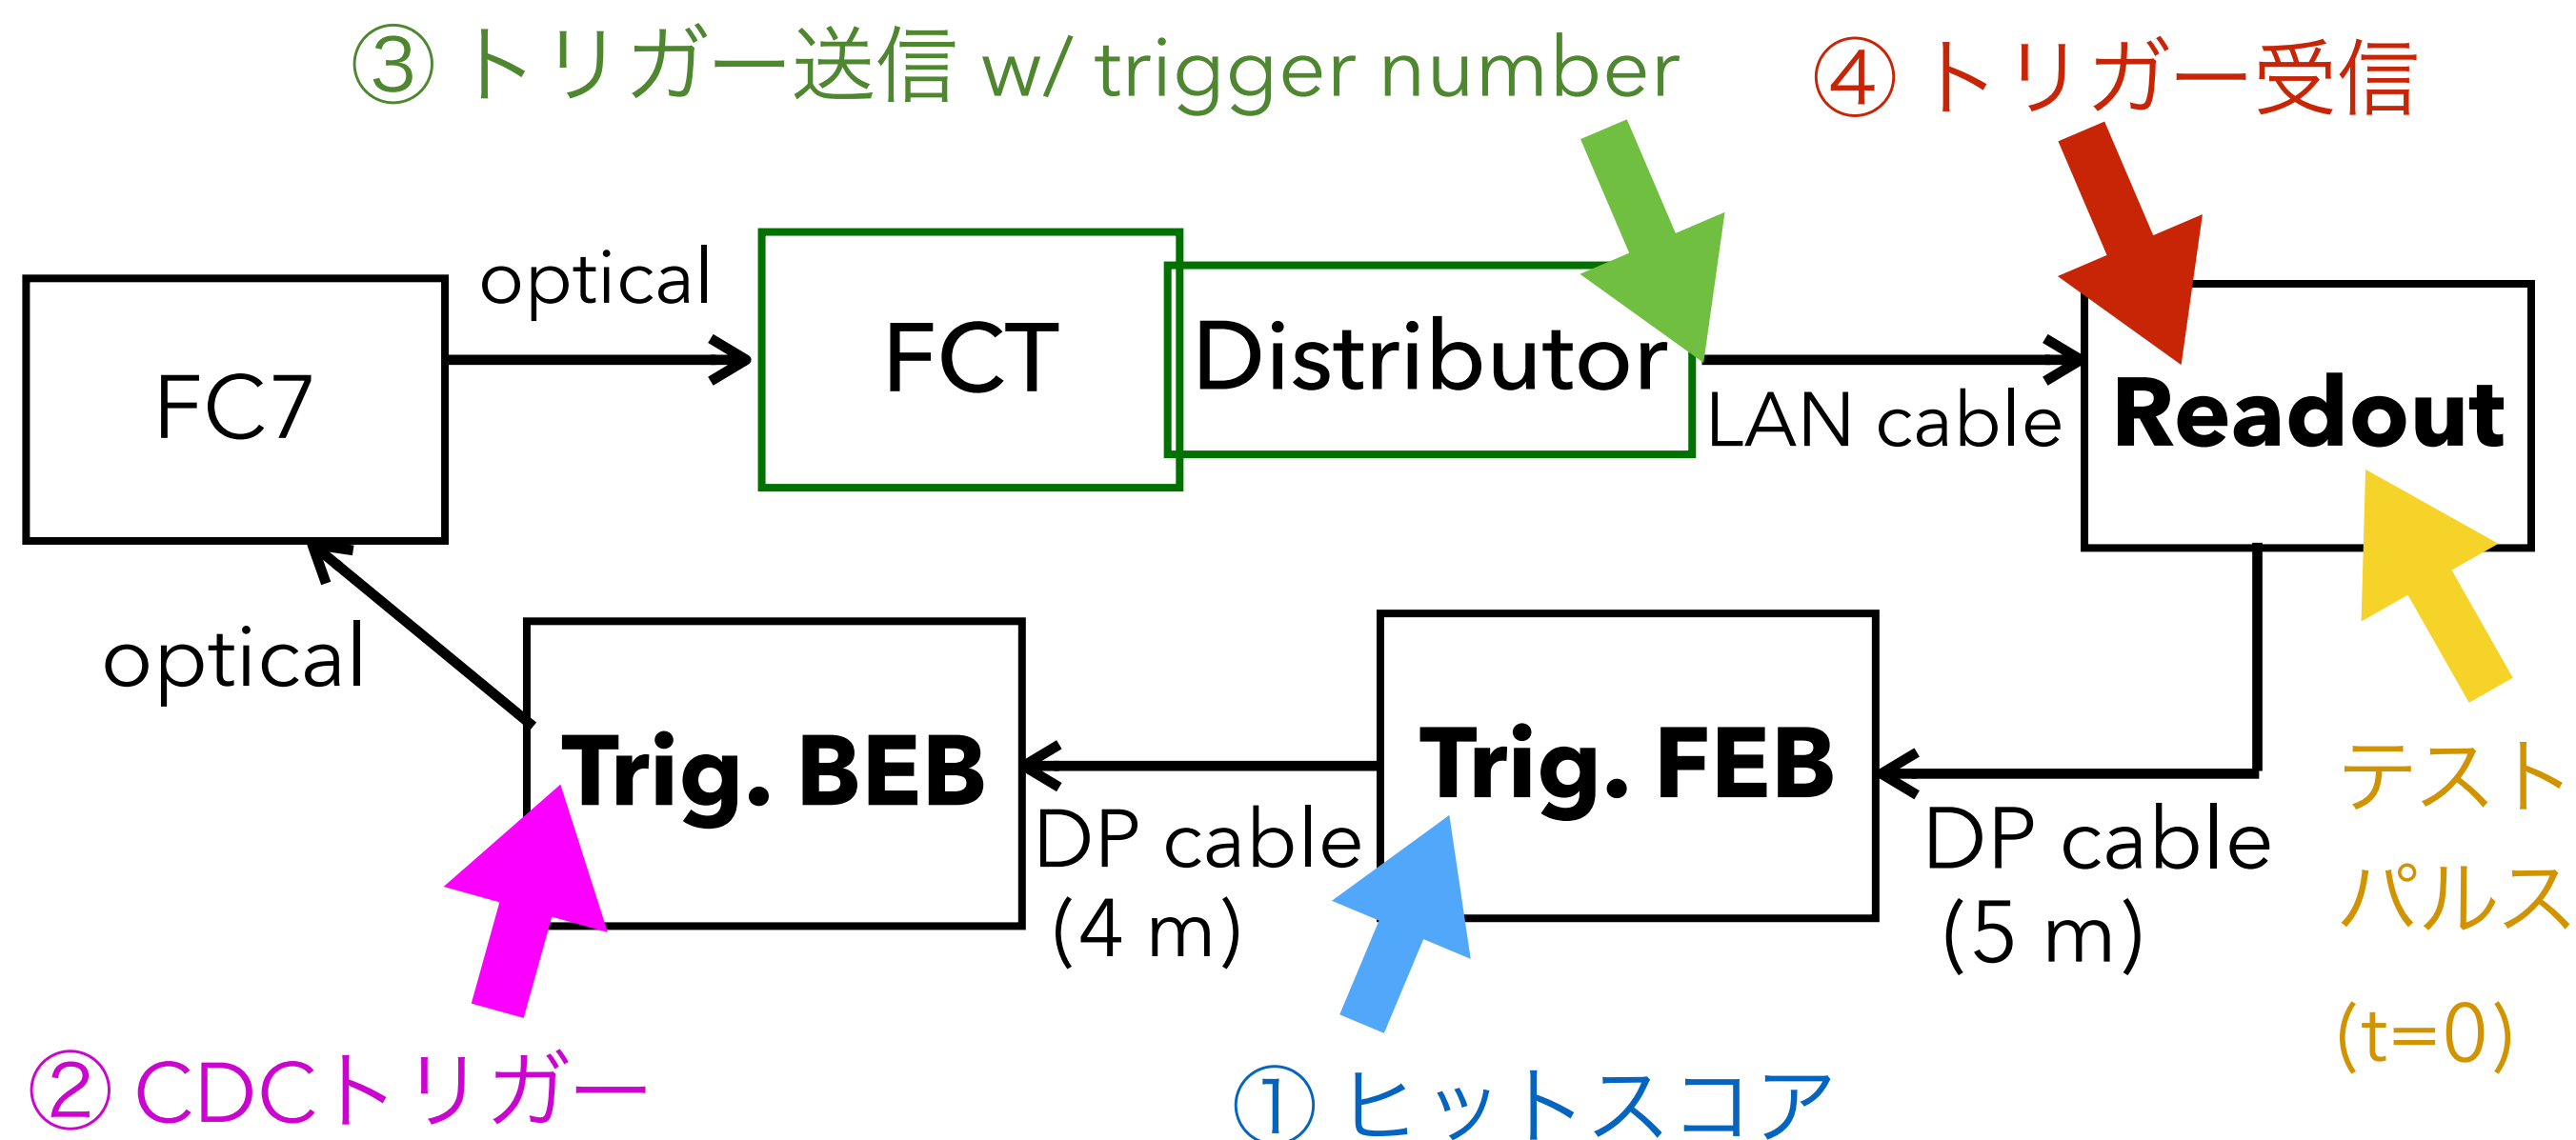 ③ トリガー送信 w/ trigger number
④ トリガー受信
optical
FC7
FCT
Distributor
LAN cable
Readout
optical
Trig. BEB
DP cable
(4 m)
Trig. FEB
DP cable
(5 m)
テスト
パルス
(t=0)
② CDCトリガー
① ヒットスコア